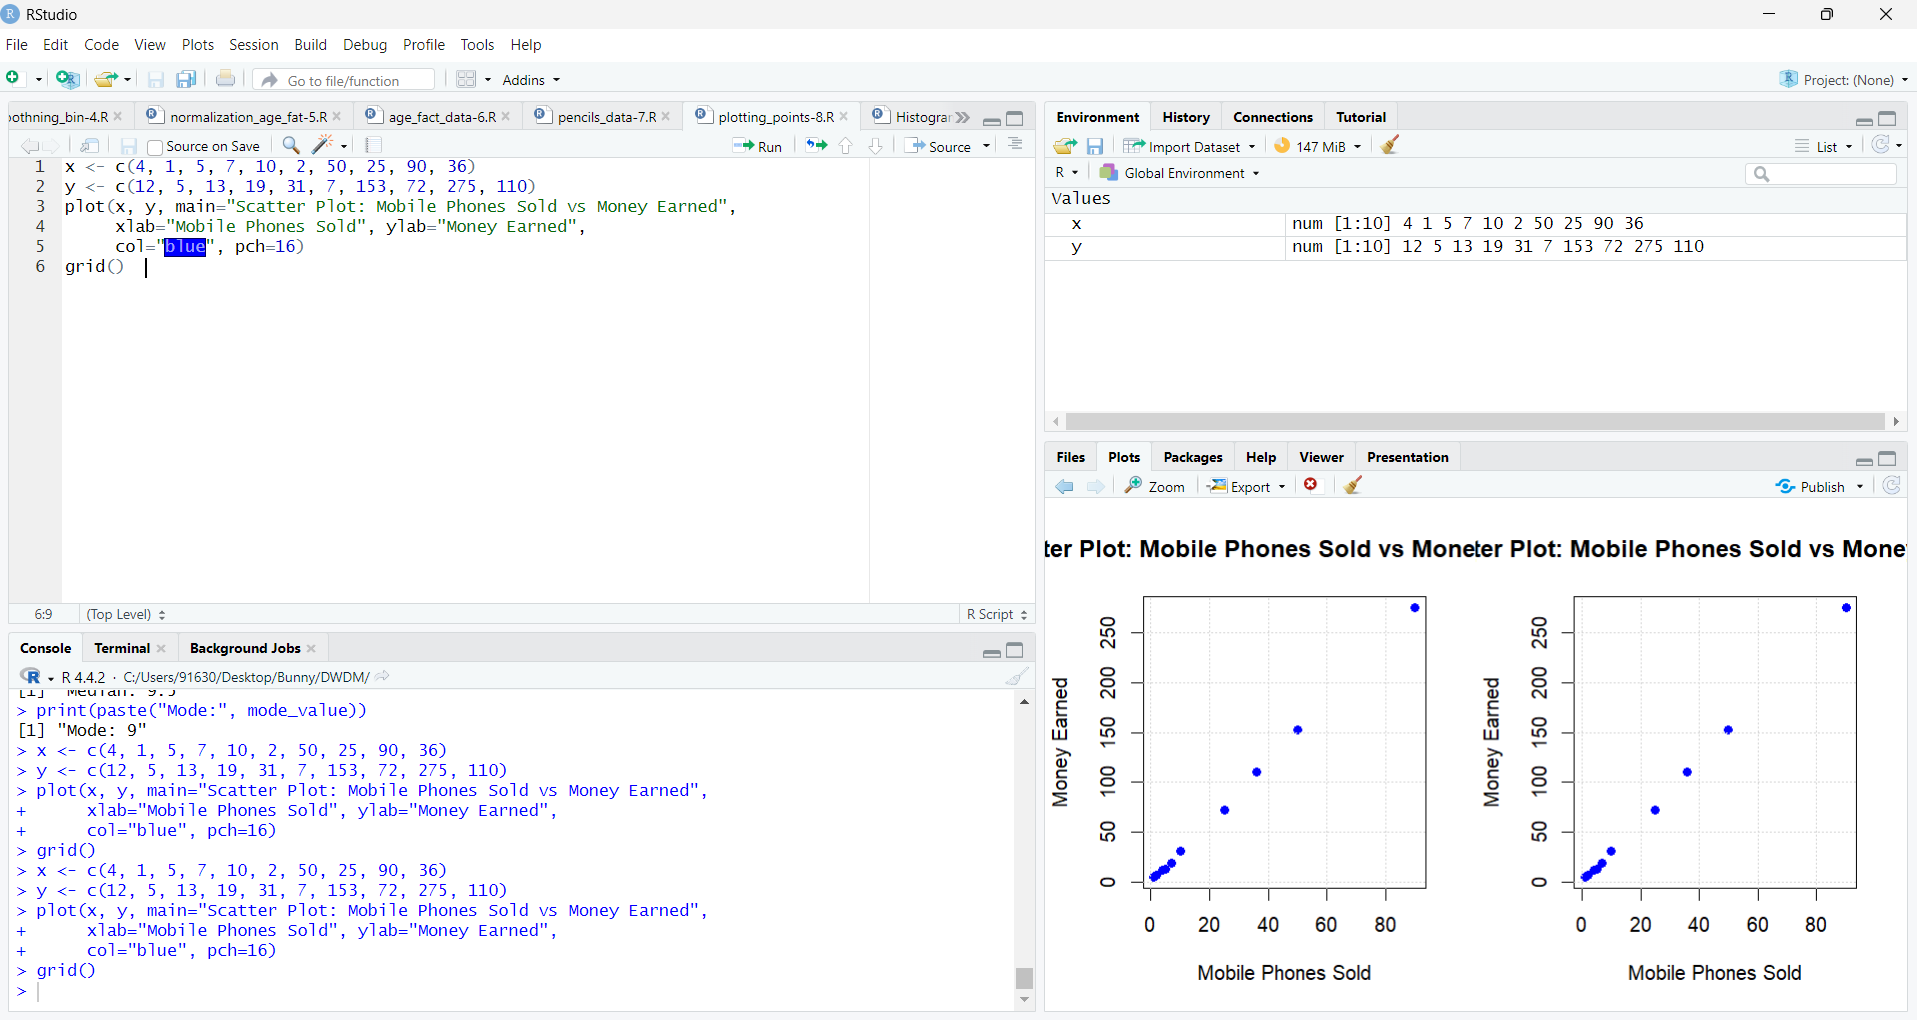 RStudio
File Edit Code View Plots Session Build Debug Profile Tools Help
Go to file/function Addins Project: (None)
othning_bin-4.R normalization_age_fat-5.R age_fact_data-6.R pencils_data-7.R plotting_points-8.R Histogra
Source on Save Run Source
1 x <- c(4, 1, 5, 7, 10, 2, 50, 25, 90, 36)
2 y <- c(12, 5, 13, 19, 31, 7, 153, 72, 275, 110)
3 plot(x, y, main="Scatter Plot: Mobile Phones Sold vs Money Earned",
4 xlab="Mobile Phones Sold", ylab="Money Earned",
5 col="blue", pch=16)
6 grid()
6:9 (Top Level) R Script
Console Terminal Background Jobs
R 4.4.2 · C:/Users/91630/Desktop/Bunny/DWDM/
[1] "Median: 9.5"
> print(paste("Mode:", mode_value))
[1] "Mode: 9"
> x <- c(4, 1, 5, 7, 10, 2, 50, 25, 90, 36)
> y <- c(12, 5, 13, 19, 31, 7, 153, 72, 275, 110)
> plot(x, y, main="Scatter Plot: Mobile Phones Sold vs Money Earned",
+ xlab="Mobile Phones Sold", ylab="Money Earned",
+ col="blue", pch=16)
> grid()
> x <- c(4, 1, 5, 7, 10, 2, 50, 25, 90, 36)
> y <- c(12, 5, 13, 19, 31, 7, 153, 72, 275, 110)
> plot(x, y, main="Scatter Plot: Mobile Phones Sold vs Money Earned",
+ xlab="Mobile Phones Sold", ylab="Money Earned",
+ col="blue", pch=16)
> grid()
>
Environment History Connections Tutorial
Import Dataset 147 MiB List
R Global Environment
Values
x num [1:10] 4 1 5 7 10 2 50 25 90 36
y num [1:10] 12 5 13 19 31 7 153 72 275 110
Files Plots Packages Help Viewer Presentation
Zoom Export Publish
ter Plot: Mobile Phones Sold vs Moneter Plot: Mobile Phones Sold vs Mone
Money Earned
0 50 100 150 200 250
0 20 40 60 80
Mobile Phones Sold
Money Earned
0 50 100 150 200 250
0 20 40 60 80
Mobile Phones Sold